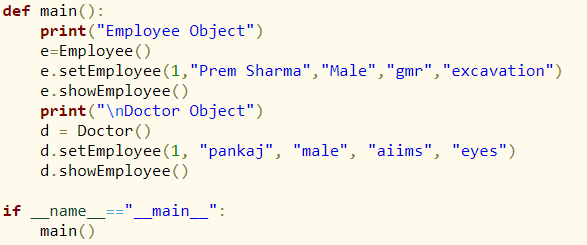 def main():
    print("Employee Object")
    e=Employee()
    e.setEmployee(1,"Prem Sharma","Male","gmr","excavation")
    e.showEmployee()
    print("\nDoctor Object")
    d = Doctor()
    d.setEmployee(1, "pankaj", "male", "aiims", "eyes")
    d.showEmployee()

if __name__=="__main__":
    main()